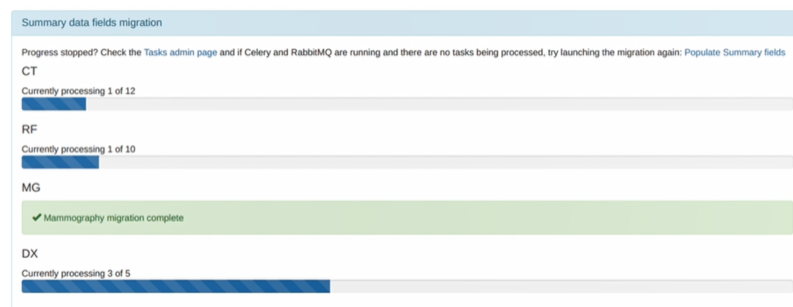 Summary data fields migration
Progress stopped? Check the Tasks admin page and if Celery and RabbitMQ are running and there are no tasks being processed, try launching the migration again: Populate Summary fields
CT
Currently processing 1 of 12
RF
Currently processing 1 of 10
MG
✔ Mammography migration complete
DX
Currently processing 3 of 5